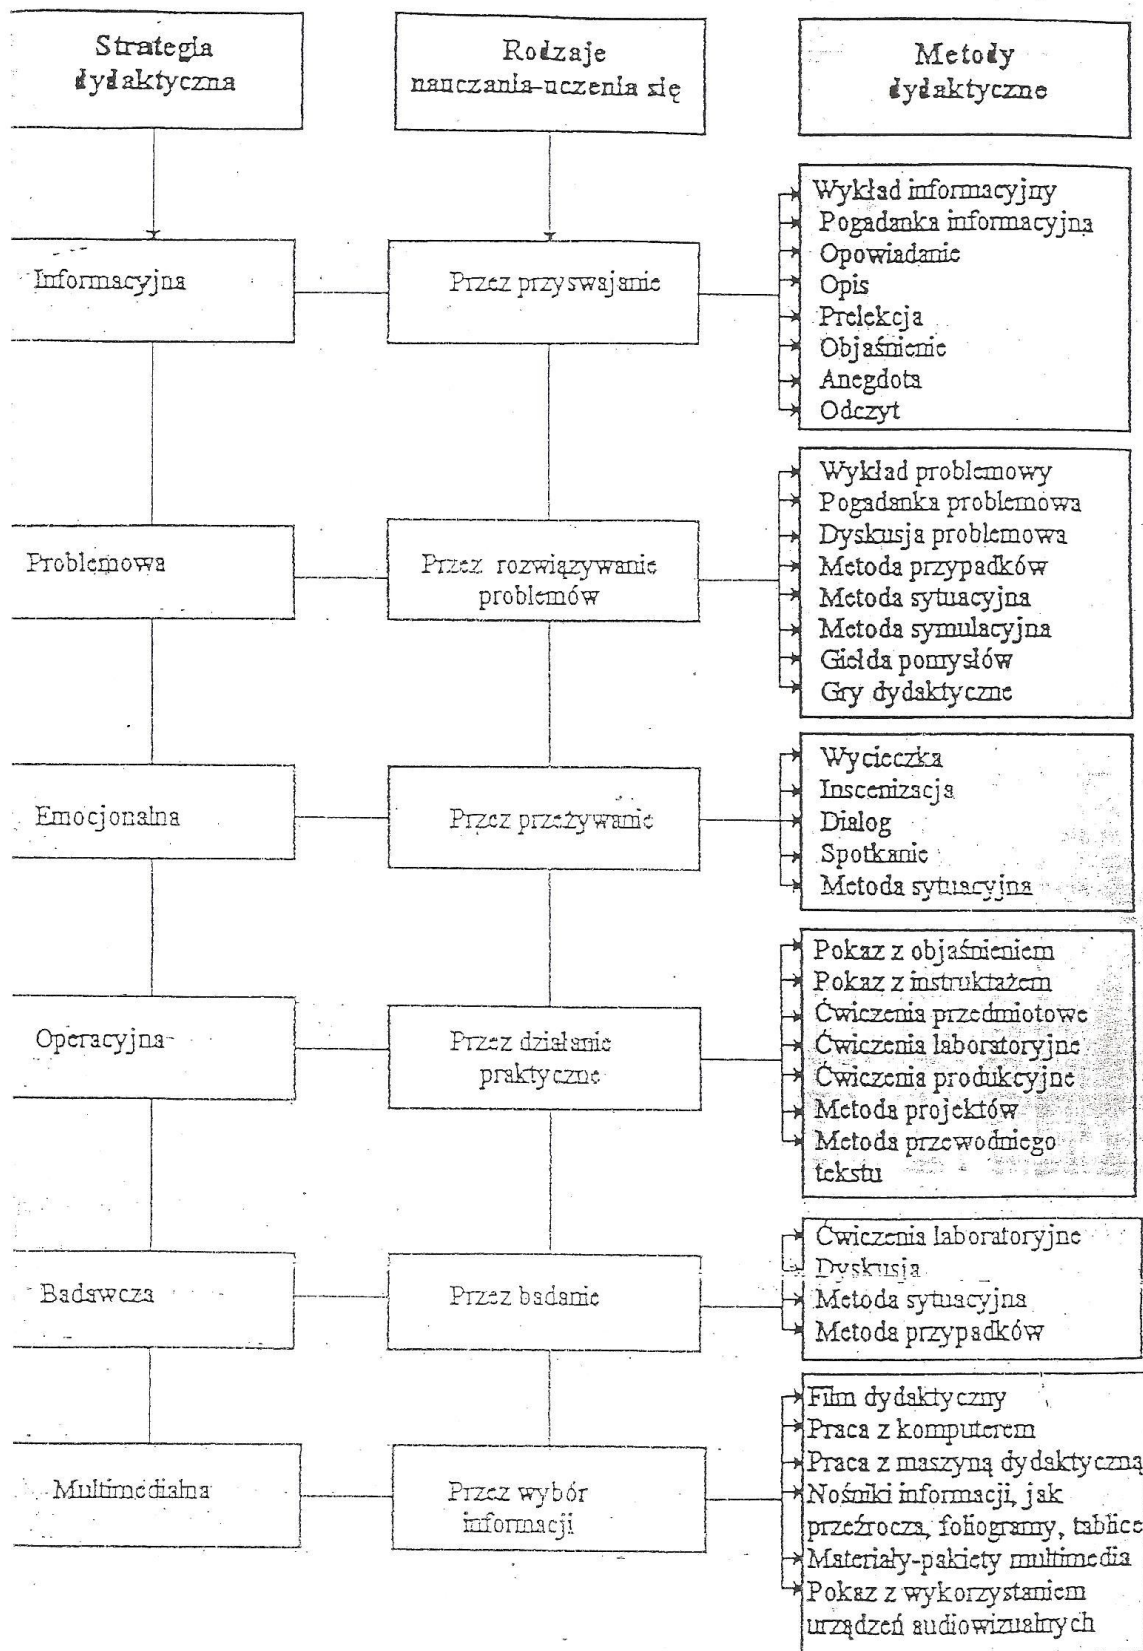 Strategia
dydaktyczna
Rodzaje
nauczania-uczenia się
Metody
dydaktyczne
Informacyjna
Przez przyswajanie
Wykład informacyjny
Pogadanka informacyjna
Opowiadanie
Opis
Prelekcja
Objaśnienie
Anegdota
Odczyt
Problemowa
Przez rozwiązywanie
problemów
Wykład problemowy
Pogadanka problemowa
Dyskusja problemowa
Metoda przypadków
Metoda sytuacyjna
Metoda symulacyjna
Giełda pomysłów
Gry dydaktyczne
Emocjonalna
Przez przeżywanie
Wycieczka
Inscenizacja
Dialog
Spotkanie
Metoda sytuacyjna
Operacyjna
Przez działanie
praktyczne
Pokaz z objaśnieniem
Pokaz z instruktażem
Ćwiczenia przedmiotowe
Ćwiczenia laboratoryjne
Ćwiczenia produkcyjne
Metoda projektów
Metoda przewodniego
tekstu
Badawcza
Przez badanie
Ćwiczenia laboratoryjne
Dyskusja
Metoda sytuacyjna
Metoda przypadków
Multimedialna
Przez wybór
informacji
Film dydaktyczny
Praca z komputerem
Praca z maszyną dydaktyczną
Nośniki informacji, jak
przeźrocza, foliogramy, tablice
Materiały-pakiety multimedia
Pokaz z wykorzystaniem
urządzeń audiowizualnych